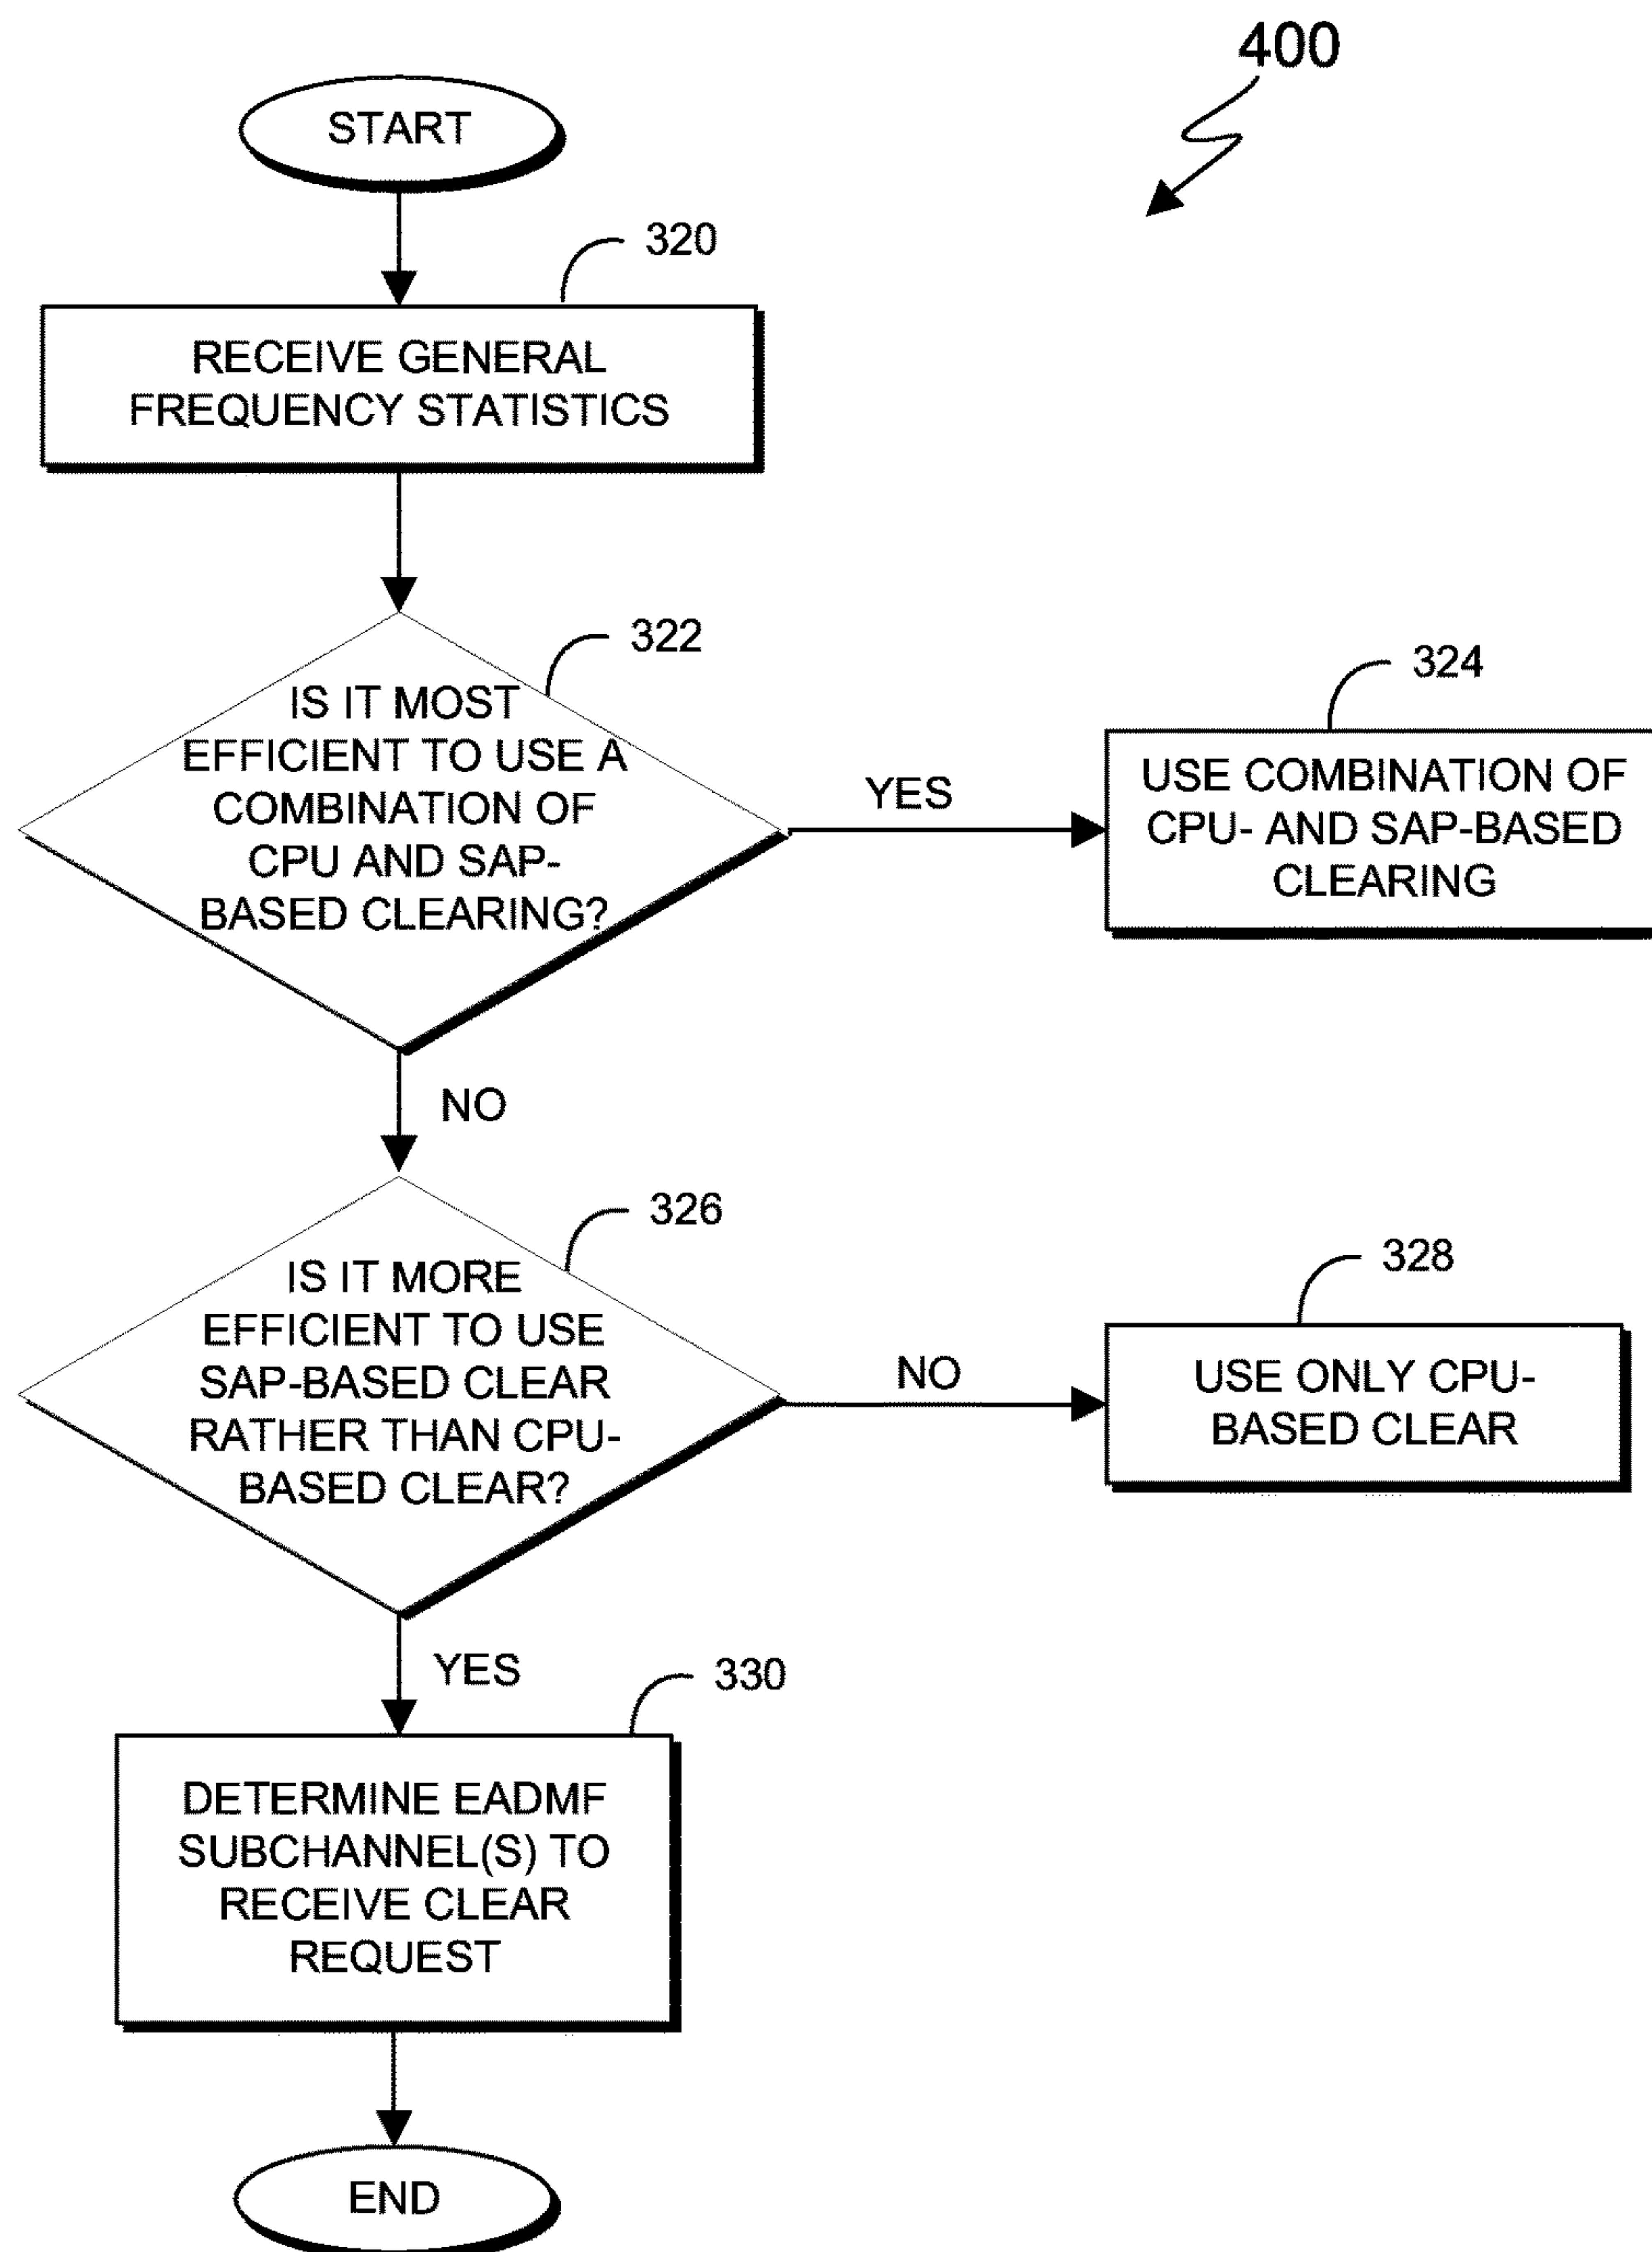 400
START
320
RECEIVE GENERAL
FREQUENCY STATISTICS
322
IS IT MOST
EFFICIENT TO USE A
COMBINATION OF
CPU AND SAP-
BASED CLEARING?
YES
324
USE COMBINATION OF
CPU- AND SAP-BASED
CLEARING
NO
326
IS IT MORE
EFFICIENT TO USE
SAP-BASED CLEAR
RATHER THAN CPU-
BASED CLEAR?
NO
328
USE ONLY CPU-
BASED CLEAR
YES
330
DETERMINE EADMF
SUBCHANNEL(S) TO
RECEIVE CLEAR
REQUEST
END